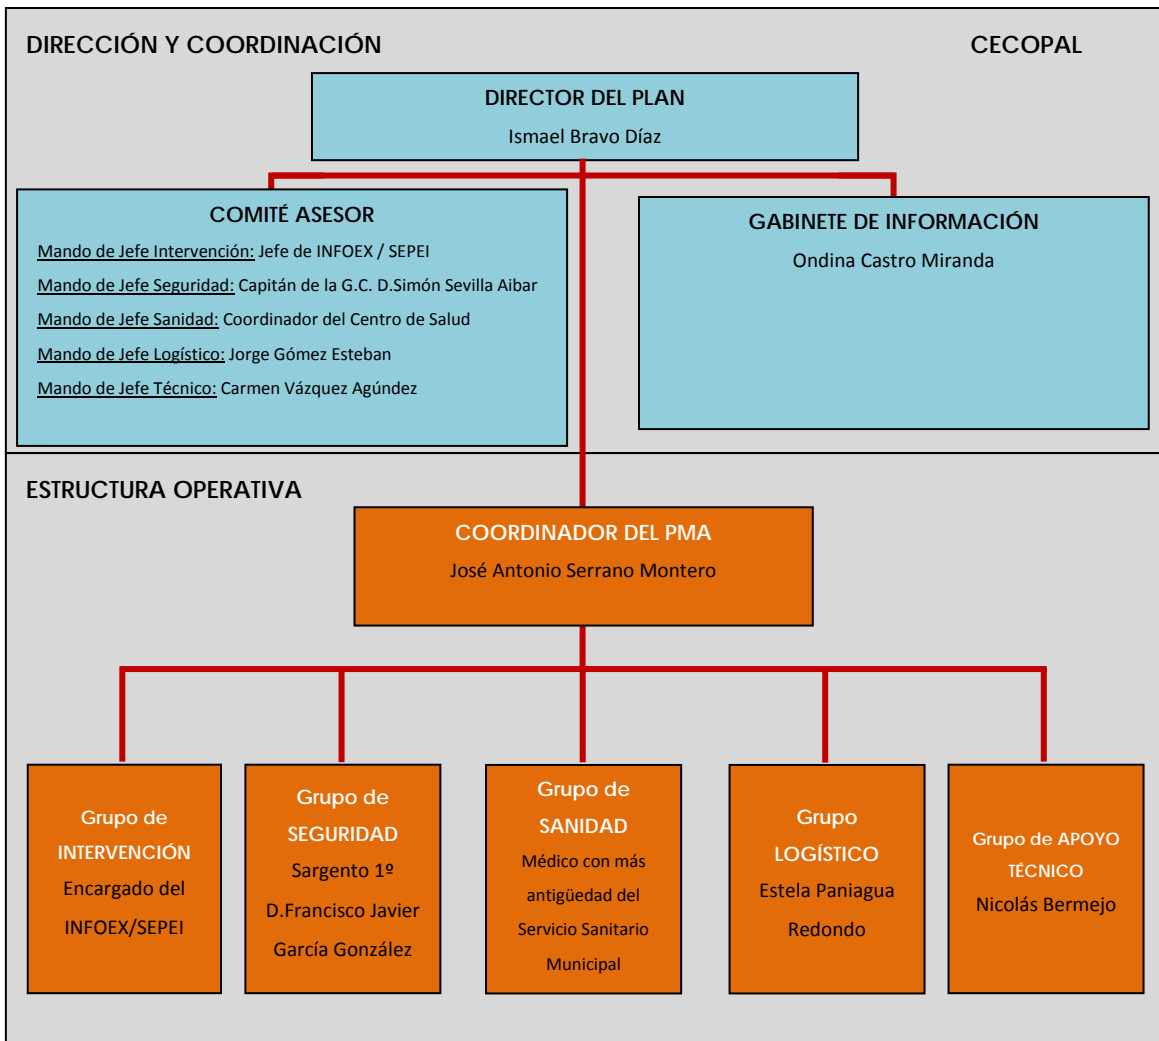 DIRECCIÓN Y COORDINACIÓN
CECOPAL
DIRECTOR DEL PLAN
Ismael Bravo Díaz
COMITÉ ASESOR
Mando de Jefe Intervención: Jefe de INFOEX / SEPEI
Mando de Jefe Seguridad: Capitán de la G.C. D.Simón Sevilla Aibar
Mando de Jefe Sanidad: Coordinador del Centro de Salud
Mando de Jefe Logístico: Jorge Gómez Esteban
Mando de Jefe Técnico: Carmen Vázquez Agúndez
GABINETE DE INFORMACIÓN
Ondina Castro Miranda
ESTRUCTURA OPERATIVA
COORDINADOR DEL PMA
José Antonio Serrano Montero
Grupo de
INTERVENCIÓN
Encargado del
INFOEX/SEPEI
Grupo de
SEGURIDAD
Sargento 1º
D.Francisco Javier
García González
Grupo de
SANIDAD
Médico con más
antigüedad del
Servicio Sanitario
Municipal
Grupo
LOGÍSTICO
Estela Paniagua
Redondo
Grupo de APOYO
TÉCNICO
Nicolás Bermejo